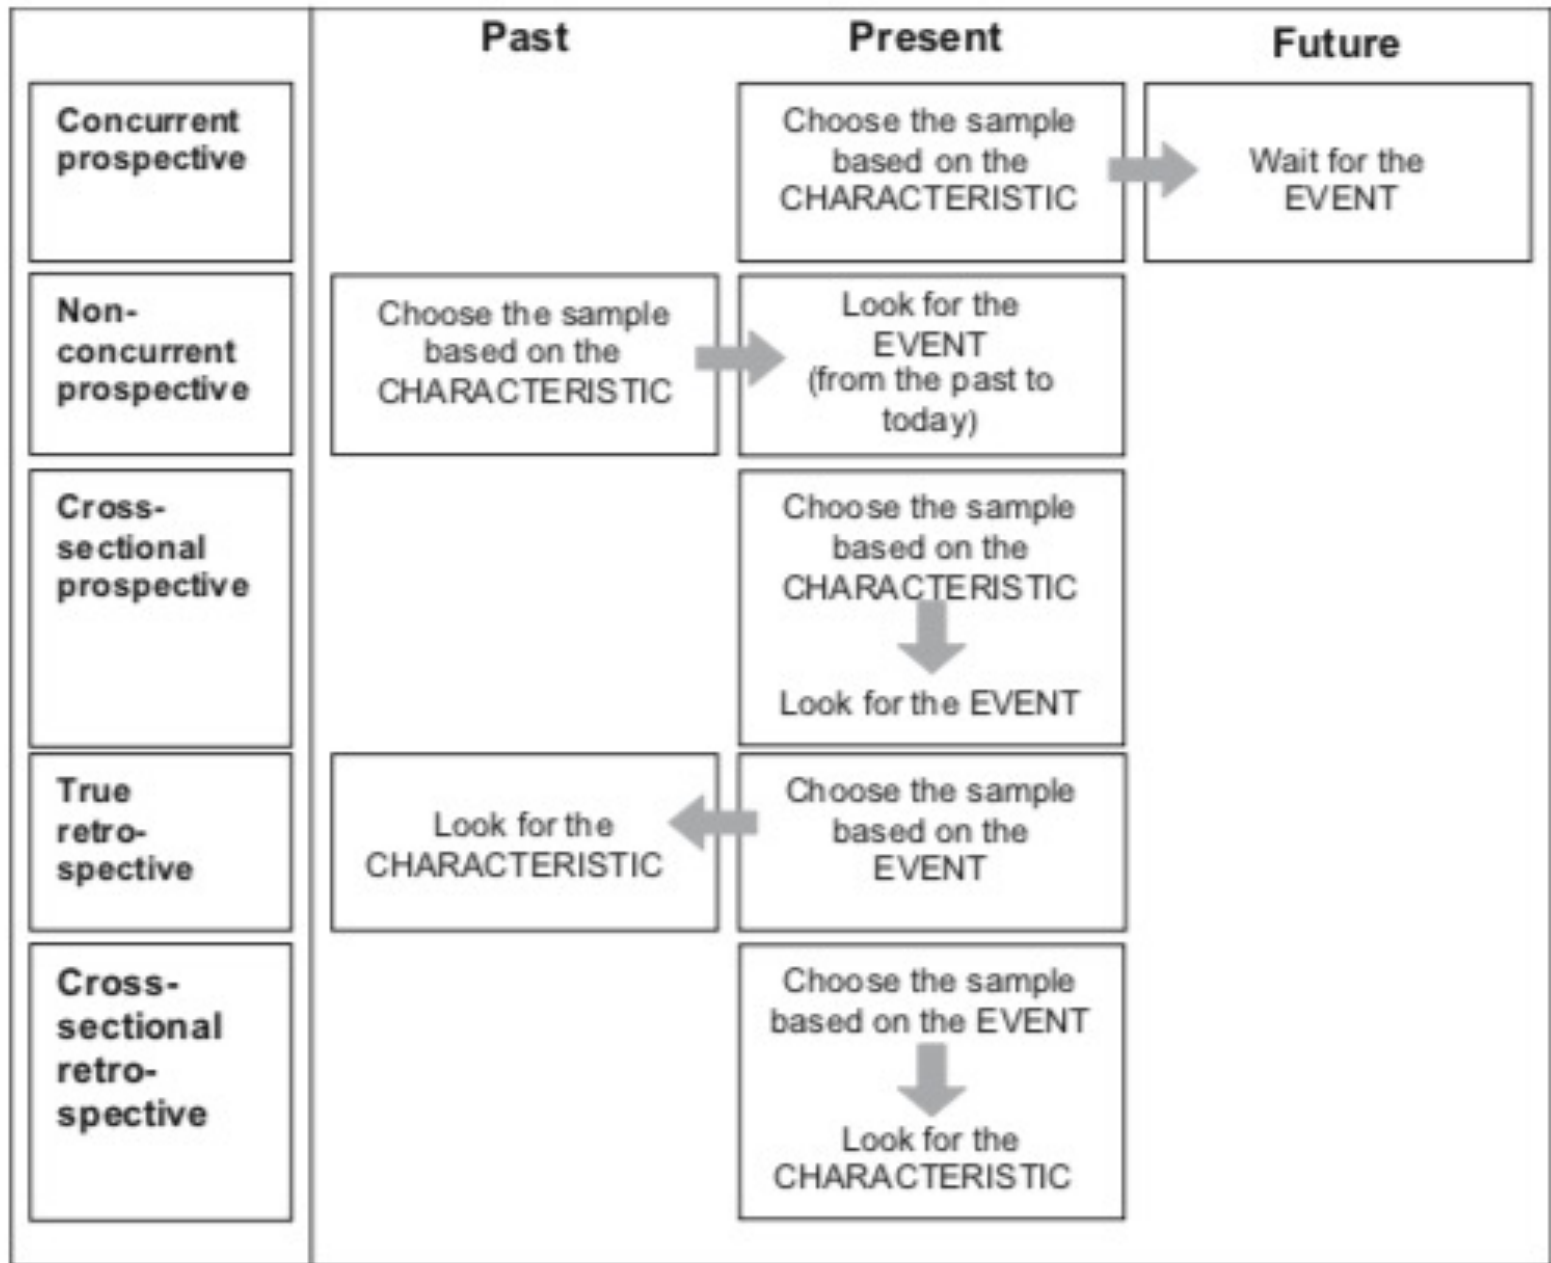 Past
Present
Future
Concurrent
prospective
Choose the sample
based on the
CHARACTERISTIC
Wait for the
EVENT
Non-
concurrent
prospective
Choose the sample
based on the
CHARACTERISTIC
Look for the
EVENT
(from the past to
today)
Cross-
sectional
prospective
Choose the sample
based on the
CHARACTERISTIC
Look for the EVENT
True
retro-
spective
Look for the
CHARACTERISTIC
Choose the sample
based on the
EVENT
Cross-
sectional
retro-
spective
Choose the sample
based on the EVENT
Look for the
CHARACTERISTIC